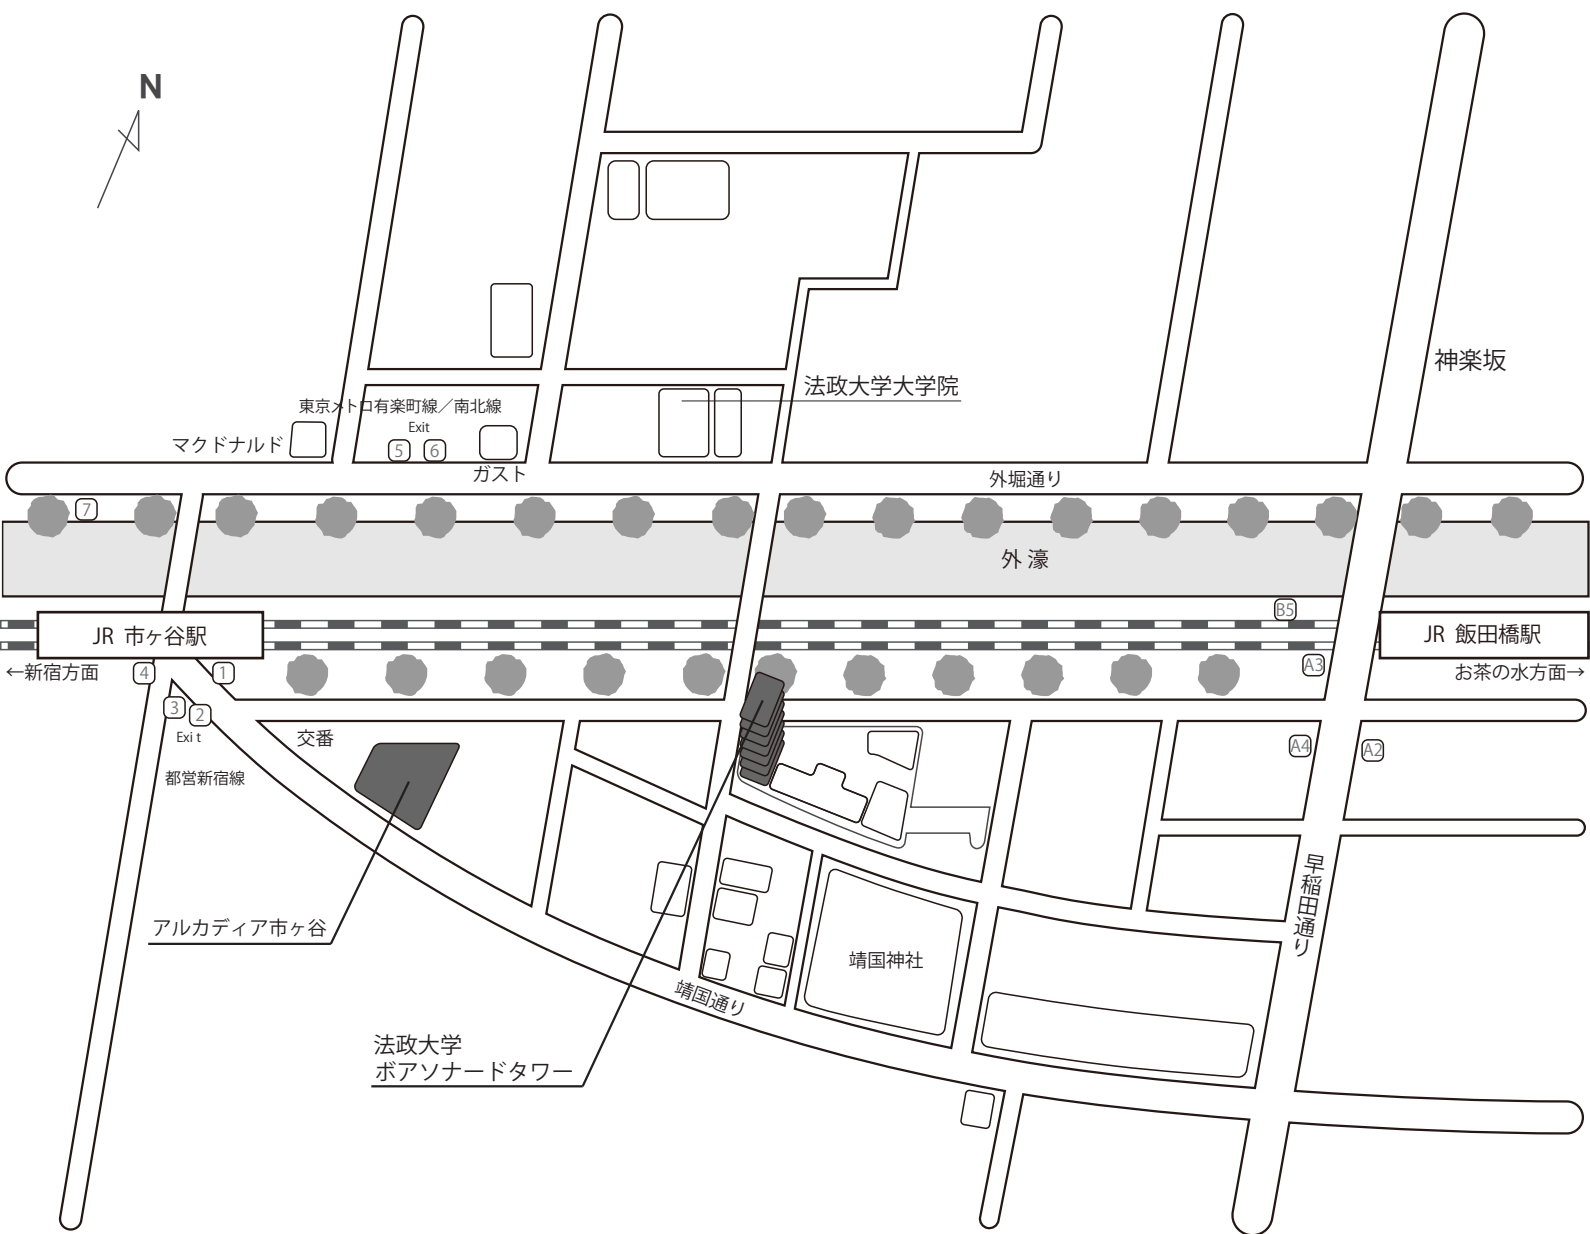 N
神楽坂
法政大学大学院
東京メトロ有楽町線／南北線
Exit
5
6
マクドナルド
ガスト
外堀通り
7
外 濠
B5
JR 市ヶ谷駅
JR 飯田橋駅
←新宿方面
4
1
A3
お茶の水方面→
3
2
Exi t
交番
A4
A2
都営新宿線
早稲田通り
アルカディア市ヶ谷
靖国神社
靖国通り
法政大学
ボアソナードタワー